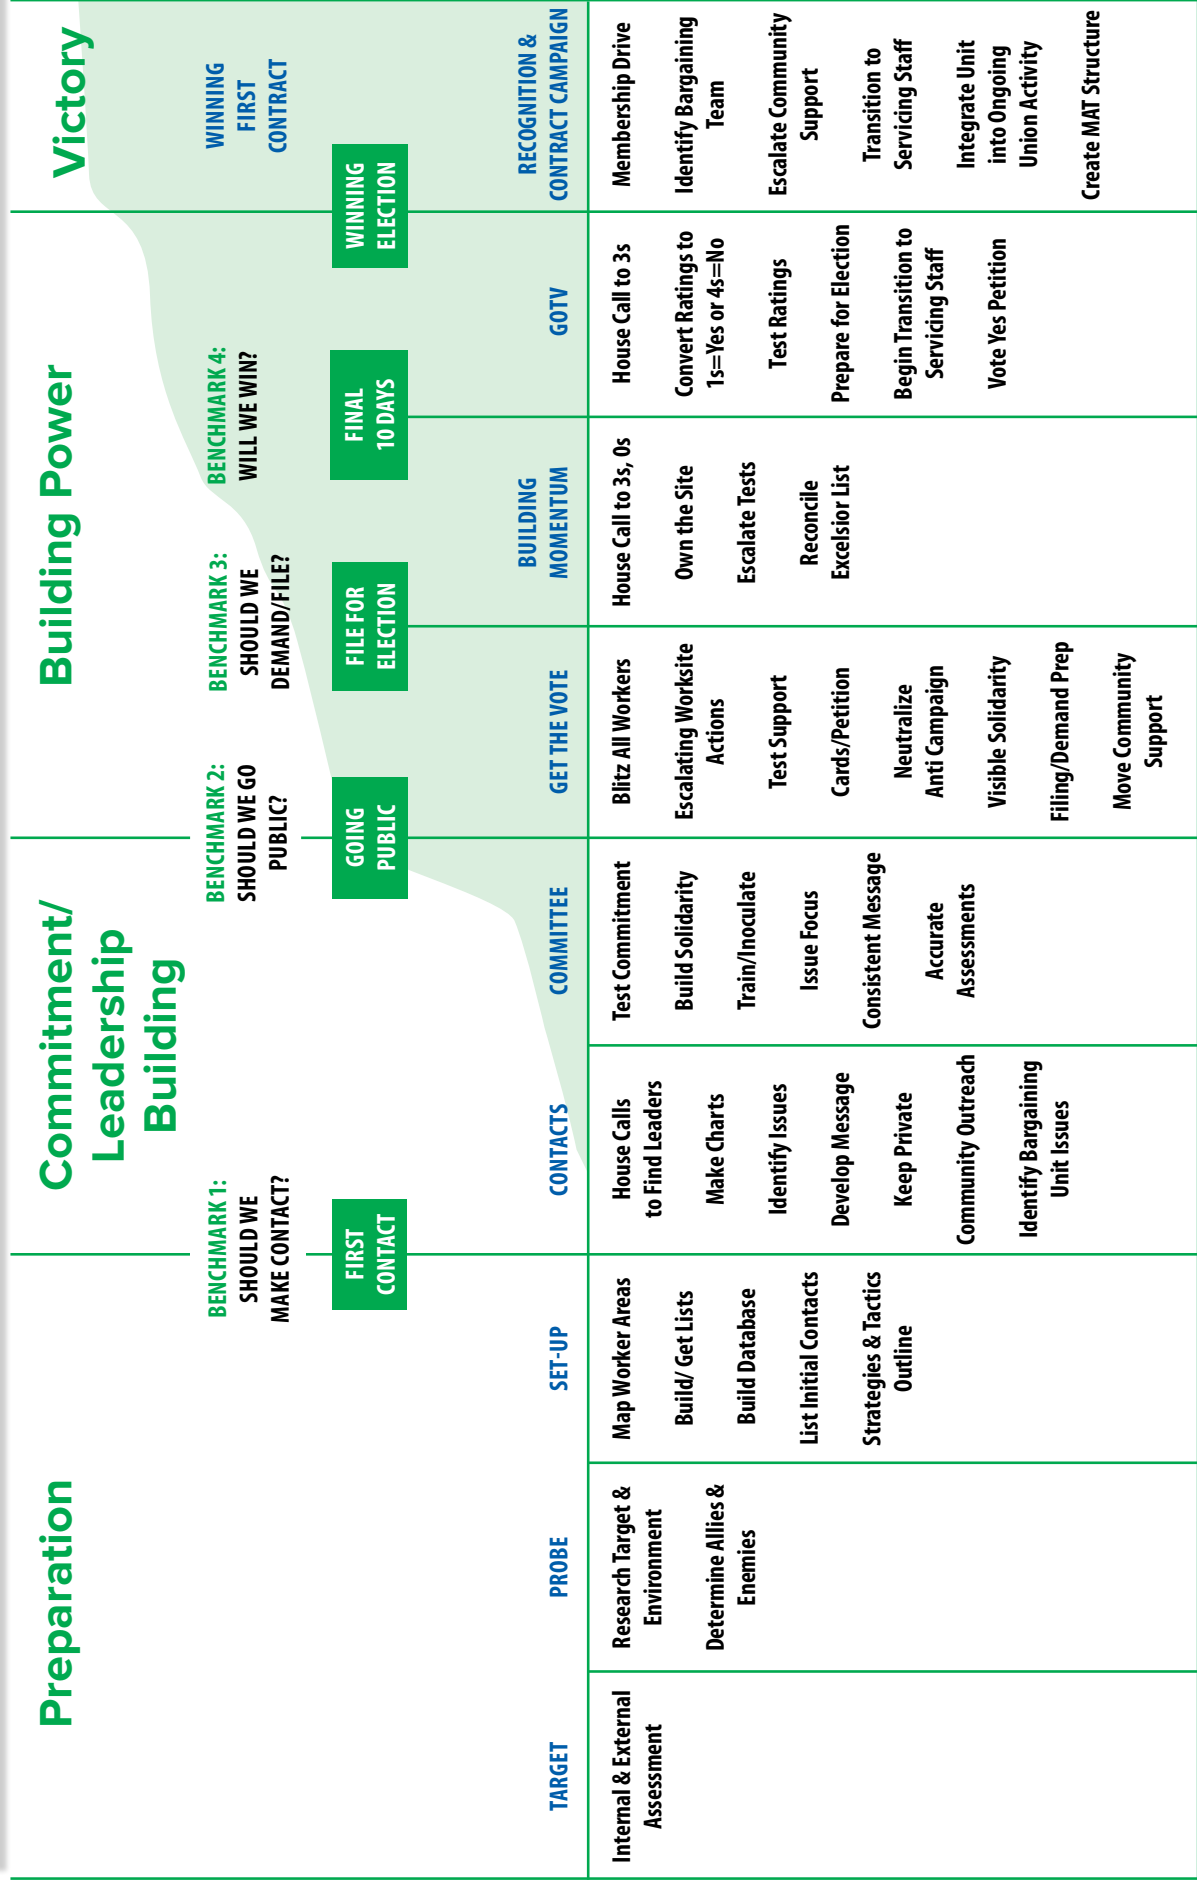 Preparation
Commitment/
Leadership
Building
Building Power
Victory
BENCHMARK 1:
SHOULD WE
MAKE CONTACT?
BENCHMARK 2:
SHOULD WE GO
PUBLIC?
BENCHMARK 3:
SHOULD WE
DEMAND/FILE?
BENCHMARK 4:
WILL WE WIN?
WINNING
FIRST
CONTRACT
FIRST
CONTACT
GOING
PUBLIC
FILE FOR
ELECTION
FINAL
10 DAYS
WINNING
ELECTION
TARGET
PROBE
SET-UP
CONTACTS
COMMITTEE
GET THE VOTE
BUILDING
MOMENTUM
GOTV
RECOGNITION &
CONTRACT CAMPAIGN
Internal & External
Assessment
Research Target &
Environment
Determine Allies &
Enemies
Map Worker Areas
Build/ Get Lists
Build Database
List Initial Contacts
Strategies & Tactics
Outline
House Calls
to Find Leaders
Make Charts
Identify Issues
Develop Message
Keep Private
Community Outreach
Identify Bargaining
Unit Issues
Test Commitment
Build Solidarity
Train/Inoculate
Issue Focus
Consistent Message
Accurate
Assessments
Blitz All Workers
Escalating Worksite
Actions
Test Support
Cards/Petition
Neutralize
Anti Campaign
Visible Solidarity
Filing/Demand Prep
Move Community
Support
House Call to 3s, 0s
Own the Site
Escalate Tests
Reconcile
Excelsior List
House Call to 3s
Convert Ratings to
1s=Yes or 4s=No
Test Ratings
Prepare for Election
Begin Transition to
Servicing Staff
Vote Yes Petition
Membership Drive
Identify Bargaining
Team
Escalate Community
Support
Transition to
Servicing Staff
Integrate Unit
into Ongoing
Union Activity
Create MAT Structure